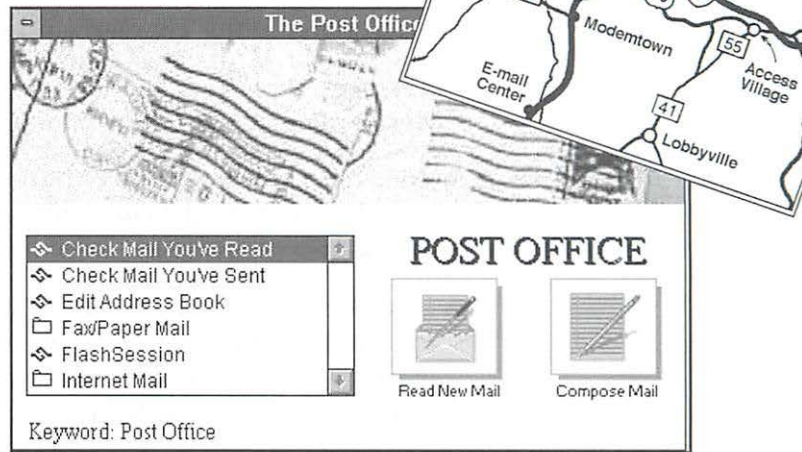 The Post Offic
Modemtown
55
Access
Village
E-mail
Center
41
Lobbyville
Check Mail You've Read
Check Mail You've Sent
Edit Address Book
Fax/Paper Mail
FlashSession
Internet Mail
POST OFFICE
Read New Mail
Compose Mail
Keyword: Post Office